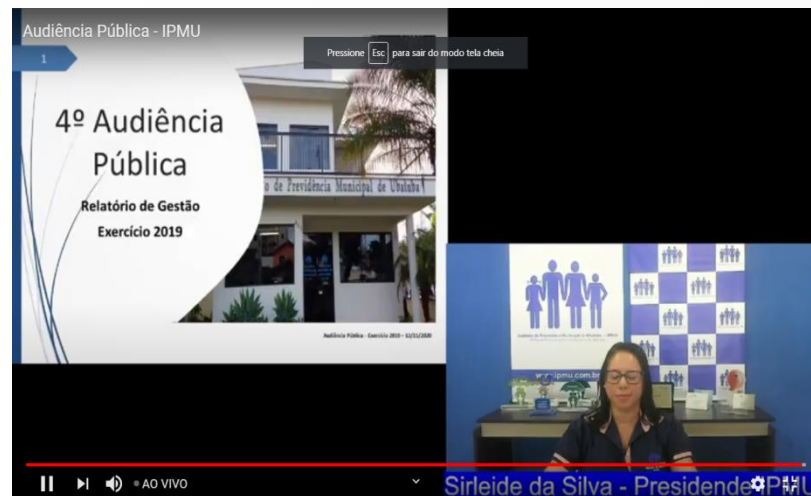 Audiência Pública - IPMU
Pressione Esc para sair do modo tela cheia
1
4º Audiência
Pública
Relatório de Gestão
Exercício 2019
o de Previdência Municipal de Ubatuba
Audiência Pública - Exercício 2019 - 12/11/2020
www.ipmu.com.br
AO VIVO
Sirleide da Silva - Presidende IPMU